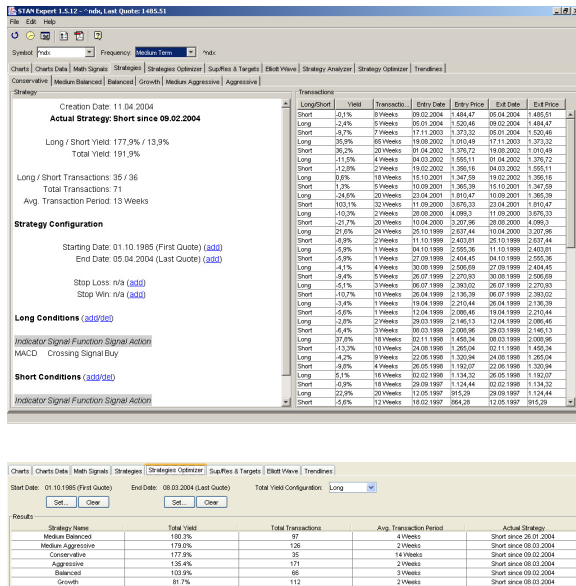 STAN Expert 1.5.12 - ^ndx, Last Quote: 1485.51
File Edit Help
Symbol: ^ndx Frequency: Medium Term ^ndx
Charts Charts Data Math Signals Strategies Strategies Optimizer Sup/Res & Targets Elliott Wave Strategy Analyzer Strategy Optimizer Trendlines
Conservative Medium Balanced Balanced Growth Medium Aggressive Aggressive
Strategy
Creation Date: 11.04.2004
Actual Strategy: Short since 09.02.2004
Long / Short Yield: 177,9% / 13,9%
Total Yield: 191,9%
Long / Short Transactions: 35 / 36
Total Transactions: 71
Avg. Transaction Period: 13 Weeks
Strategy Configuration
Starting Date: 01.10.1985 (First Quote) (add)
End Date: 05.04.2004 (Last Quote) (add)
Stop Loss: n/a (add)
Stop Win: n/a (add)
Long Conditions (add/del)
Indicator Signal Function Signal Action
MACD Crossing Signal Buy
Short Conditions (add/del)
Indicator Signal Function Signal Action
Transactions
Long/Short Yield Transactio... Entry Date Entry Price Exit Date Exit Price
Short -0,1% 8 Weeks 09.02.2004 1.484,47 05.04.2004 1.485,51
Long -2,4% 5 Weeks 05.01.2004 1.520,46 09.02.2004 1.484,47
Short -9,7% 7 Weeks 17.11.2003 1.373,32 05.01.2004 1.520,46
Long 35,9% 65 Weeks 19.08.2002 1.010,49 17.11.2003 1.373,32
Short 36,2% 20 Weeks 01.04.2002 1.376,72 19.08.2002 1.010,49
Long -11,5% 4 Weeks 04.03.2002 1.555,11 01.04.2002 1.376,72
Short -12,8% 2 Weeks 19.02.2002 1.356,16 04.03.2002 1.555,11
Long 0,6% 18 Weeks 15.10.2001 1.347,59 19.02.2002 1.356,16
Short 1,3% 5 Weeks 10.09.2001 1.365,39 15.10.2001 1.347,59
Long -24,6% 20 Weeks 23.04.2001 1.810,47 10.09.2001 1.365,39
Short 103,1% 32 Weeks 11.09.2000 3.676,33 23.04.2001 1.810,47
Long -10,3% 2 Weeks 28.08.2000 4.099,3 11.09.2000 3.676,33
Short -21,7% 20 Weeks 10.04.2000 3.207,96 28.08.2000 4.099,3
Long 21,6% 24 Weeks 25.10.1999 2.637,44 10.04.2000 3.207,96
Short -8,9% 2 Weeks 11.10.1999 2.403,81 25.10.1999 2.637,44
Long -5,9% 1 Weeks 04.10.1999 2.555,36 11.10.1999 2.403,81
Short -5,9% 1 Weeks 27.09.1999 2.404,45 04.10.1999 2.555,36
Long -4,1% 4 Weeks 30.08.1999 2.506,69 27.09.1999 2.404,45
Short -9,4% 5 Weeks 26.07.1999 2.270,93 30.08.1999 2.506,69
Long -5,1% 3 Weeks 06.07.1999 2.393,02 26.07.1999 2.270,93
Short -10,7% 10 Weeks 26.04.1999 2.136,39 06.07.1999 2.393,02
Long -3,4% 1 Weeks 19.04.1999 2.210,44 26.04.1999 2.136,39
Short -5,6% 1 Weeks 12.04.1999 2.086,46 19.04.1999 2.210,44
Long -2,8% 2 Weeks 29.03.1999 2.146,13 12.04.1999 2.086,46
Short -6,4% 3 Weeks 08.03.1999 2.008,96 29.03.1999 2.146,13
Long 37,8% 18 Weeks 02.11.1998 1.458,34 08.03.1999 2.008,96
Short -13,3% 10 Weeks 24.08.1998 1.265,04 02.11.1998 1.458,34
Long -4,2% 9 Weeks 22.06.1998 1.320,94 24.08.1998 1.265,04
Short -9,8% 4 Weeks 26.05.1998 1.192,07 22.06.1998 1.320,94
Long 5,1% 16 Weeks 02.02.1998 1.134,32 26.05.1998 1.192,07
Short -0,9% 18 Weeks 29.09.1997 1.124,44 02.02.1998 1.134,32
Long 22,9% 20 Weeks 12.05.1997 915,29 29.09.1997 1.124,44
Short -5,6% 12 Weeks 18.02.1997 864,28 12.05.1997 915,29
Charts Charts Data Math Signals Strategies Strategies Optimizer Sup/Res & Targets Elliott Wave Trendlines
Start Date: 01.10.1985 (First Quote) End Date: 08.03.2004 (Last Quote) Total Yield Configuration: Long
Set... Clear Set... Clear
Results
Strategy Name Total Yield Total Transactions Avg. Transaction Period Actual Strategy
Medium Balanced 180.3% 97 4 Weeks Short since 26.01.2004
Medium Aggressive 179.0% 126 2 Weeks Short since 08.03.2004
Conservative 177.9% 35 14 Weeks Short since 09.02.2004
Aggressive 135.4% 171 2 Weeks Short since 08.03.2004
Balanced 103.9% 66 3 Weeks Short since 09.02.2004
Growth 81.7% 112 2 Weeks Short since 08.03.2004